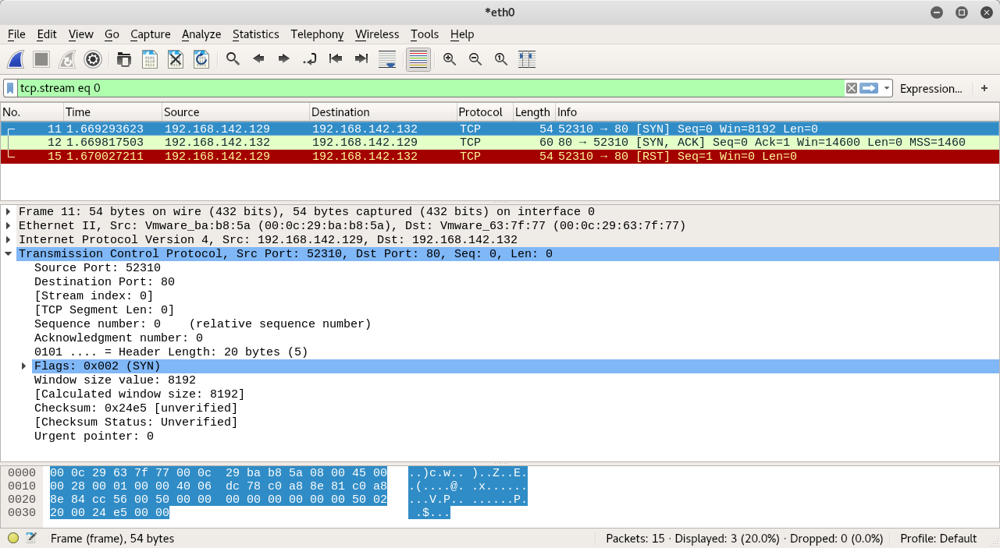 *eth0
File Edit View Go Capture Analyze Statistics Telephony Wireless Tools Help
tcp.stream eq 0 Expression... +
No. Time Source Destination Protocol Length Info
11 1.669293623 192.168.142.129 192.168.142.132 TCP 54 52310 → 80 [SYN] Seq=0 Win=8192 Len=0
12 1.669817503 192.168.142.132 192.168.142.129 TCP 60 80 → 52310 [SYN, ACK] Seq=0 Ack=1 Win=14600 Len=0 MSS=1460
15 1.670027211 192.168.142.129 192.168.142.132 TCP 54 52310 → 80 [RST] Seq=1 Win=0 Len=0
Frame 11: 54 bytes on wire (432 bits), 54 bytes captured (432 bits) on interface 0
Ethernet II, Src: Vmware_ba:b8:5a (00:0c:29:ba:b8:5a), Dst: Vmware_63:7f:77 (00:0c:29:63:7f:77)
Internet Protocol Version 4, Src: 192.168.142.129, Dst: 192.168.142.132
Transmission Control Protocol, Src Port: 52310, Dst Port: 80, Seq: 0, Len: 0
Source Port: 52310
Destination Port: 80
[Stream index: 0]
[TCP Segment Len: 0]
Sequence number: 0    (relative sequence number)
Acknowledgment number: 0
0101 .... = Header Length: 20 bytes (5)
Flags: 0x002 (SYN)
Window size value: 8192
[Calculated window size: 8192]
Checksum: 0x24e5 [unverified]
[Checksum Status: Unverified]
Urgent pointer: 0
0000 00 0c 29 63 7f 77 00 0c  29 ba b8 5a 08 00 45 00   ..)c.w.. )..Z..E.
0010 00 28 00 01 00 00 40 06  dc 78 c0 a8 8e 81 c0 a8   .(....@. .x......
0020 8e 84 cc 56 00 50 00 00  00 00 00 00 00 00 50 02   ...V.P.. ......P.
0030 20 00 24 e5 00 00    .$...
Frame (frame), 54 bytes Packets: 15 · Displayed: 3 (20.0%) · Dropped: 0 (0.0%) Profile: Default